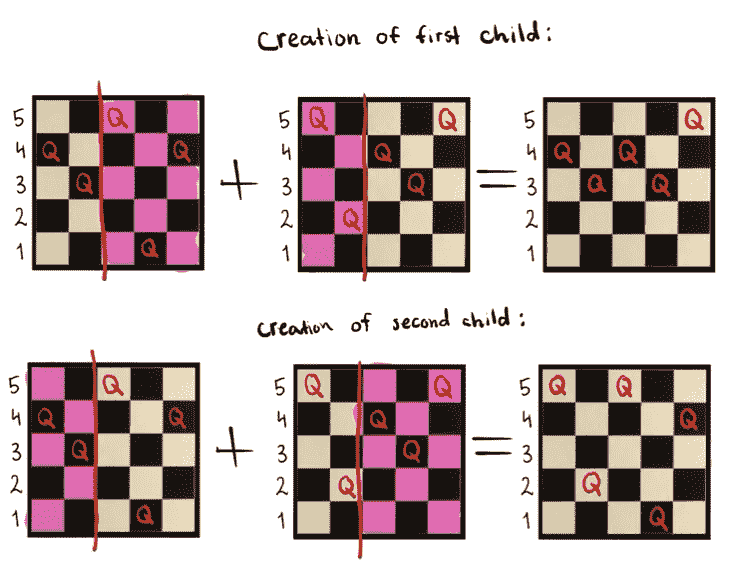 Creation of first child:
5 Q 5 Q Q 5 Q
4 Q Q 4 Q 4 Q Q
3 Q + 3 Q = 3 Q Q
2 2 Q 2
1 Q 1 1
Creation of second child:
5 Q 5 Q Q 5 Q Q
4 Q Q 4 Q 4 Q
3 Q + 3 Q = 3
2 2 Q 2 Q
1 Q 1 1 Q